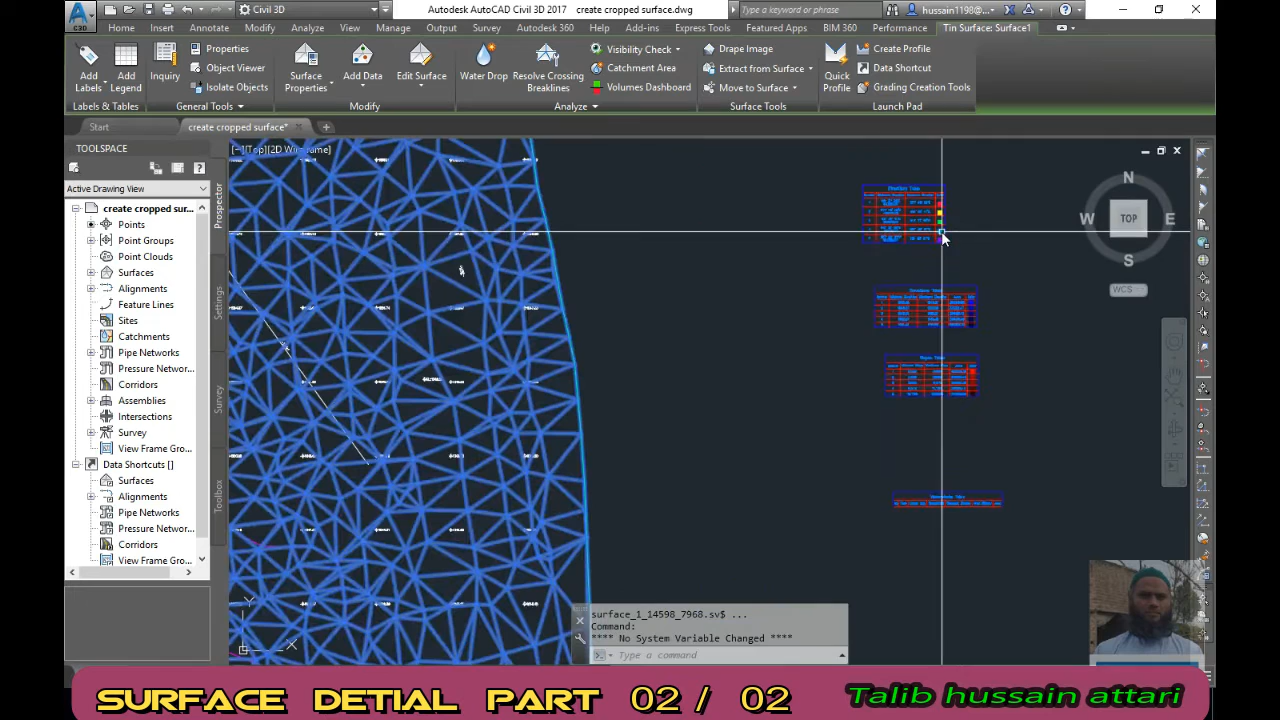 C3D
Civil 3D
Autodesk AutoCAD Civil 3D 2017 create cropped surface.dwg
Type a keyword or phrase
hussain1198@...
Home Insert Annotate Modify Analyze View Manage Output Survey Autodesk 360 Help Add-ins Express Tools Featured Apps BIM 360 Performance Tin Surface: Surface1
Add Labels
Add Legend
Labels & Tables
Inquiry
Properties
Object Viewer
Isolate Objects
General Tools
Surface Properties
Add Data
Edit Surface
Modify
Water Drop
Resolve Crossing Breaklines
Visibility Check
Catchment Area
Volumes Dashboard
Analyze
Drape Image
Extract from Surface
Move to Surface
Surface Tools
Quick Profile
Create Profile
Data Shortcut
Grading Creation Tools
Launch Pad
Start
create cropped surface*
TOOLSPACE
Active Drawing View
create cropped sur...
Points
Point Groups
Point Clouds
Surfaces
Alignments
Feature Lines
Sites
Catchments
Pipe Networks
Pressure Networ...
Corridors
Assemblies
Intersections
Survey
View Frame Gro...
Data Shortcuts []
Surfaces
Alignments
Pipe Networks
Pressure Networ...
Corridors
View Frame Gro...
Prospector
Settings
Survey
Toolbox
[−][Top][2D Wireframe]
N
W
TOP
E
S
WCS
Y
X
surface_1_14598_7968.sv$ ...
Command:
**** No System Variable Changed ****
Type a command
SURFACE DETIAL PART 02 / 02
Talib hussain attari